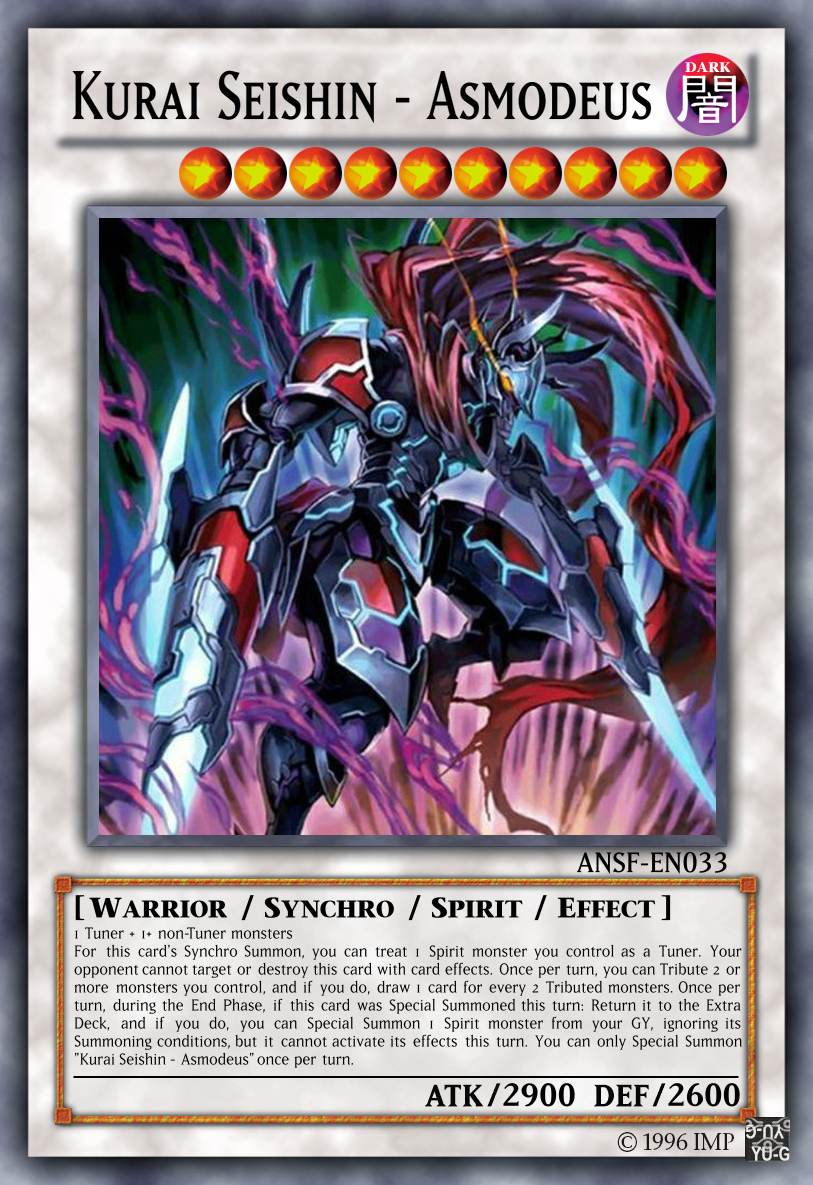 KURAI SEISHIN - ASMODEUS
DARK
闇
ANSF-EN033
[ WARRIOR / SYNCHRO / SPIRIT / EFFECT ]
1 Tuner + 1+ non-Tuner monsters
For this card's Synchro Summon, you can treat 1 Spirit monster you control as a Tuner. Your
opponent cannot target or destroy this card with card effects. Once per turn, you can Tribute 2 or
more monsters you control, and if you do, draw 1 card for every 2 Tributed monsters. Once per
turn, during the End Phase, if this card was Special Summoned this turn: Return it to the Extra
Deck, and if you do, you can Special Summon 1 Spirit monster from your GY, ignoring its
Summoning conditions, but it cannot activate its effects this turn. You can only Special Summon
"Kurai Seishin - Asmodeus" once per turn.
ATK/2900 DEF/2600
© 1996 IMP
YU-G